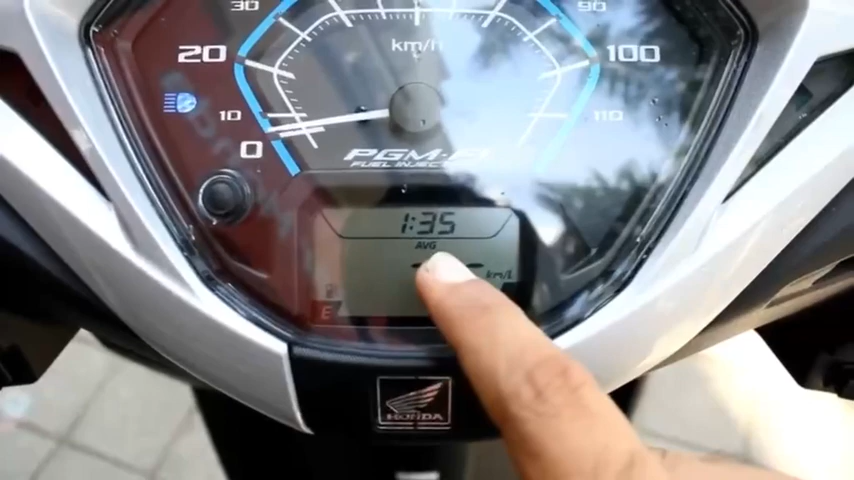 30
90
km/h
20
100
10
110
0
PGM-FI
FUEL INJECTION
1:35
AVG
km/L
E
HONDA